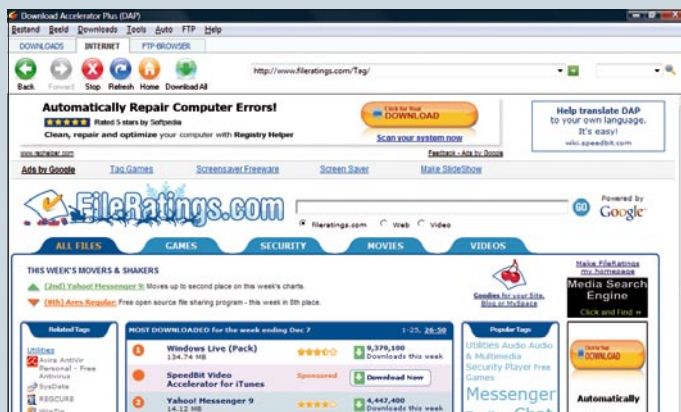 Download Accelerator Plus (DAP)
Bestand Beeld Downloads Tools Auto FTP Help
DOWNLOADS INTERNET FTP-BROWSER
http://www.fileratings.com/Tag/
Back Forward Stop Refresh Home Download All
Automatically Repair Computer Errors!
Rated 5 stars by Softpedia
Clean, repair and optimize your computer with Registry Helper
Click for Your
DOWNLOAD
Scan your system now
Help translate DAP
to your own language.
It's easy!
wiki.speedbit.com
www.reghelper.com
Feedback - Ads by Google
Ads by Google Tag Games Screensaver Freeware Screen Saver Make SlideShow
FileRatings.com
GO
Powered by
Google
fileratings.com Web Video
ALL FILES GAMES SECURITY MOVIES VIDEOS
THIS WEEK'S MOVERS & SHAKERS
(2nd) Yahoo! Messenger 9: Moves up to second place on this week's charts.
(8th) Ares Regular: Free open source file sharing program - this week in 8th place.
Goodies for your Site,
Blog or MySpace
Make FileRatings
my homepage
Media Search
Engine
Click and Find »
Related Tags
Utilities
Avira AntiVir
Personal - Free
Antivirus
SysDate
REGCURE
WinZip
MOST DOWNLOADED for the week ending Dec 7
1-25, 26-50
1 Windows Live (Pack)
134.74 MB
9,379,100
Downloads this week
SpeedBit Video
Accelerator for iTunes
Sponsored
Download Now
2 Yahoo! Messenger 9
14.12 MB
4,447,400
Downloads this week
Popular Tags
Utilities Audio Audio
& Multimedia
Security Player Free
Games
Messenger
Chat
Click for Your
DOWNLOAD
Automatically